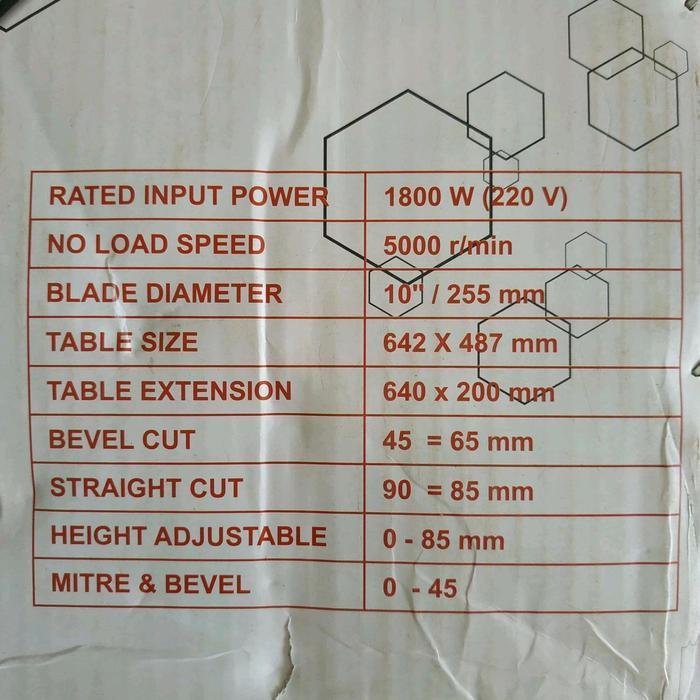 RATED INPUT POWER 1800 W (220 V)
NO LOAD SPEED 5000 r/min
BLADE DIAMETER 10" / 255 mm
TABLE SIZE 642 X 487 mm
TABLE EXTENSION 640 x 200 mm
BEVEL CUT 45 = 65 mm
STRAIGHT CUT 90 = 85 mm
HEIGHT ADJUSTABLE 0 - 85 mm
MITRE & BEVEL 0 - 45